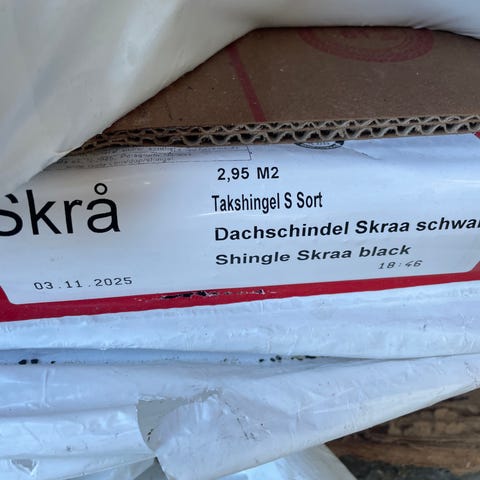 2,95 M2
Takshingel S Sort
Skrå
Dachschindel Skraa schwa
Shingle Skraa black
18:46
03.11.2025